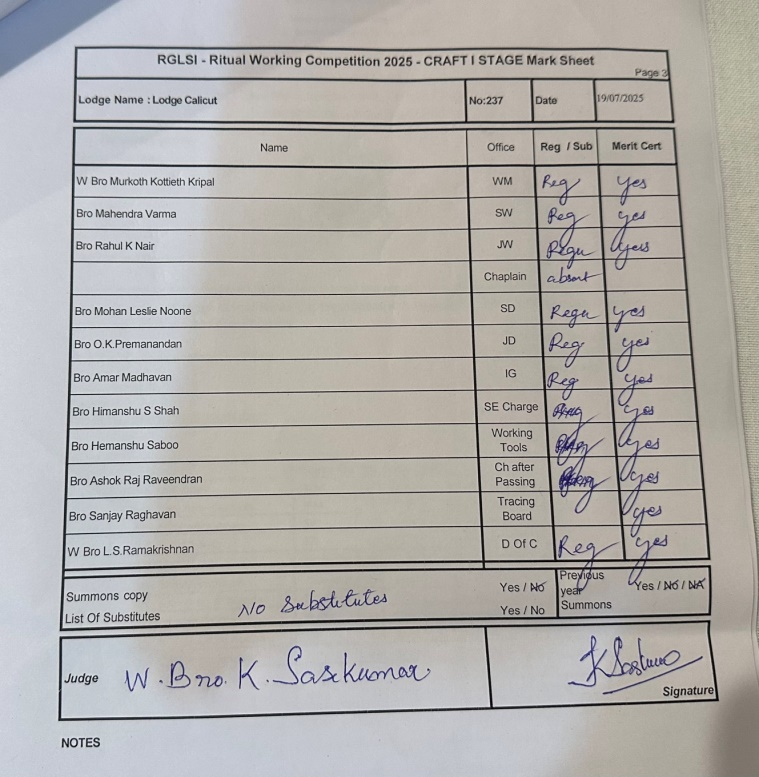 RGLSI - Ritual Working Competition 2025 - CRAFT I STAGE Mark Sheet
Page 3
Lodge Name : Lodge Calicut No:237 Date 19/07/2025
Name Office Reg / Sub Merit Cert
W Bro Murkoth Kottieth Kripal WM Reg Yes
Bro Mahendra Varma SW Reg yes
Bro Rahul K Nair JW Regu yes
Chaplain absent
Bro Mohan Leslie Noone SD Regu yes
Bro O.K.Premanandan JD Reg yes
Bro Amar Madhavan IG Reg yes
Bro Himanshu S Shah SE Charge yes
Bro Hemanshu Saboo Working Tools yes
Bro Ashok Raj Raveendran Ch after Passing yes
Bro Sanjay Raghavan Tracing Board yes
W Bro L.S.Ramakrishnan D Of C Reg yes
Summons copy Yes / No Previous year Summons Yes / No / NA
List Of Substitutes No Substitutes Yes / No
Judge W. Bro. K. Sasikumar
Signature
NOTES